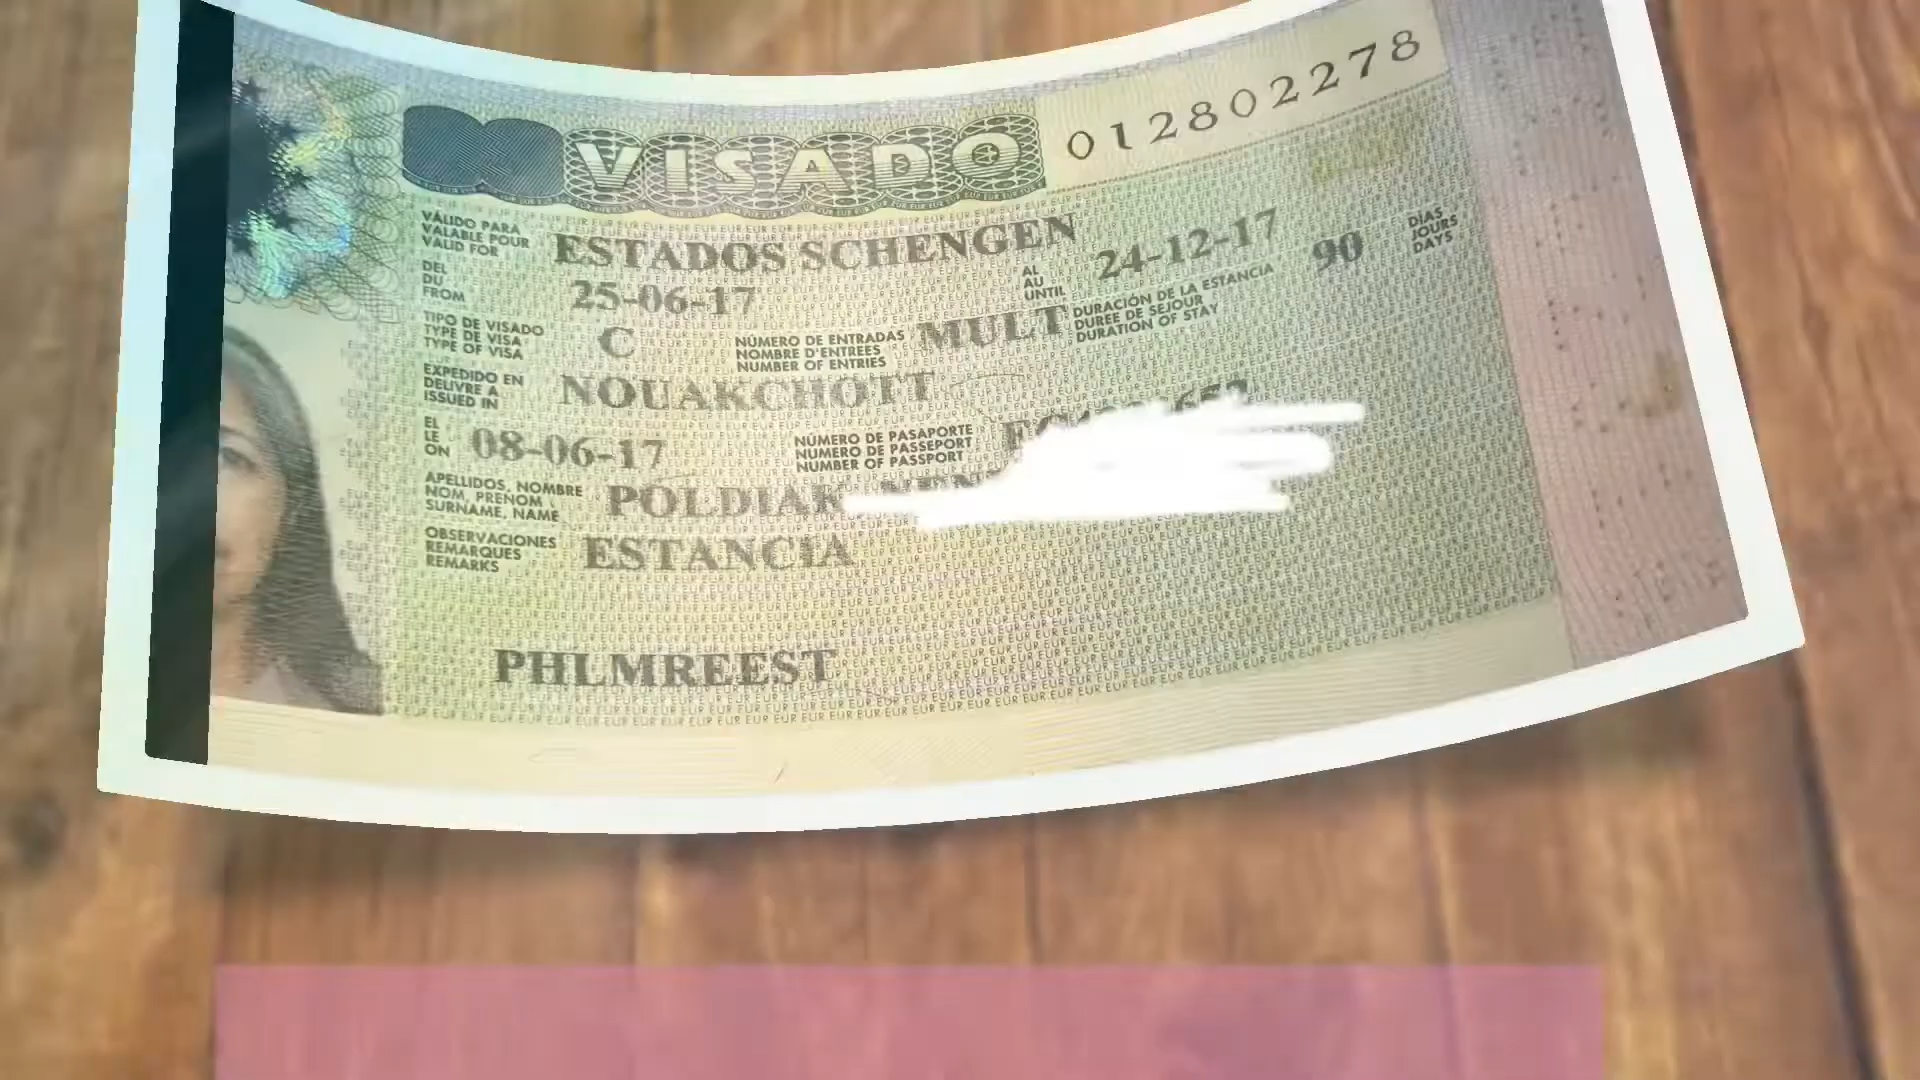 VISADO 012802278
VÁLIDO PARA
VALABLE POUR
VALID FOR
ESTADOS SCHENGEN
DEL
DU
FROM
25-06-17
AL
AU
UNTIL
24-12-17
TIPO DE VISADO
TYPE DE VISA
TYPE OF VISA
C
NÚMERO DE ENTRADAS
NOMBRE D'ENTREES
NUMBER OF ENTRIES
MULT
DURACIÓN DE LA ESTANCIA
DUREE DE SEJOUR
DURATION OF STAY
90
DÍAS
JOURS
DAYS
EXPEDIDO EN
DELIVRE A
ISSUED IN
NOUAKCHOTT
EL
LE
ON
08-06-17
NÚMERO DE PASAPORTE
NUMERO DE PASSEPORT
NUMBER OF PASSPORT
APELLIDOS, NOMBRE
NOM, PRENOM
SURNAME, NAME
OBSERVACIONES
REMARQUES
REMARKS
ESTANCIA
PHLMREEST